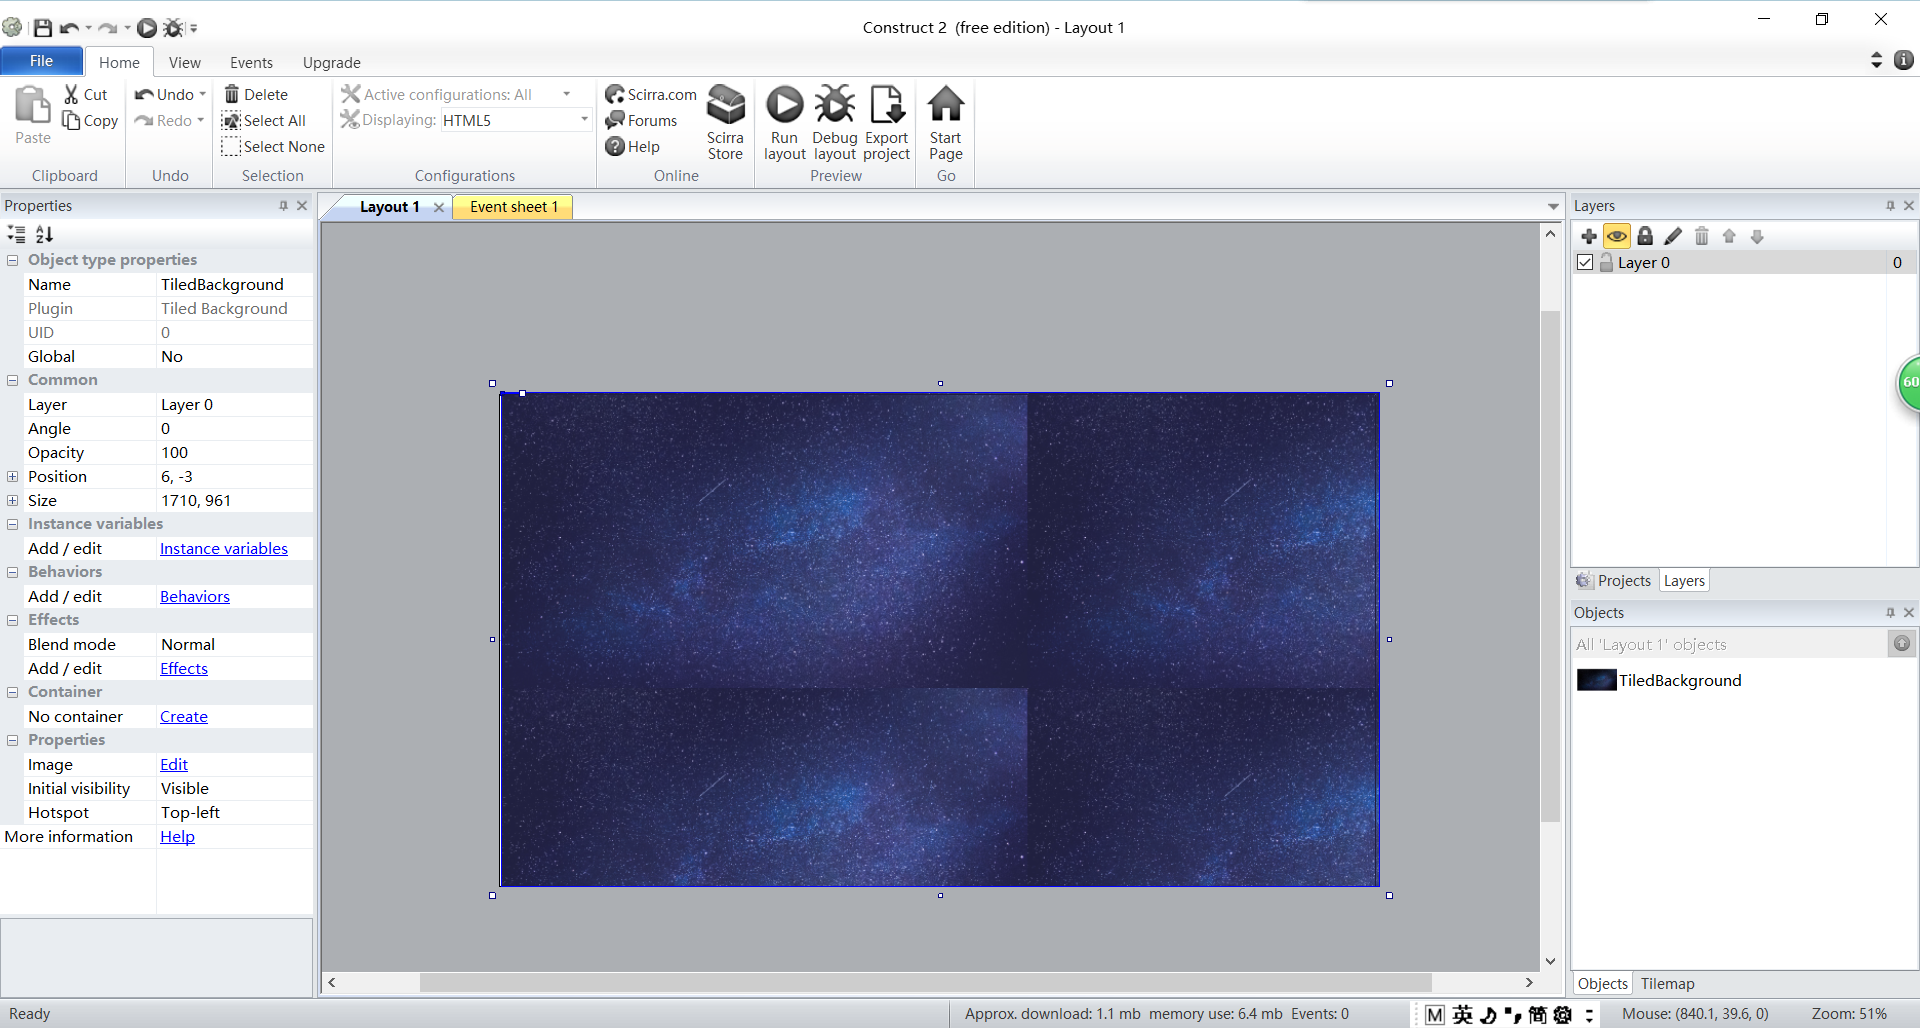 Construct 2  (free edition) - Layout 1
File
Home
View
Events
Upgrade
Paste
Cut
Copy
Clipboard
Undo
Redo
Undo
Delete
Select All
Select None
Selection
Active configurations: All
Displaying: HTML5
Configurations
Scirra.com
Forums
Help
Scirra Store
Online
Run layout
Debug layout
Export project
Preview
Start Page
Go
Properties
Object type properties
Name TiledBackground
Plugin Tiled Background
UID 0
Global No
Common
Layer Layer 0
Angle 0
Opacity 100
Position 6, -3
Size 1710, 961
Instance variables
Add / edit Instance variables
Behaviors
Add / edit Behaviors
Effects
Blend mode Normal
Add / edit Effects
Container
No container Create
Properties
Image Edit
Initial visibility Visible
Hotspot Top-left
More information Help
Layout 1
Event sheet 1
Layers
Layer 0 0
60
Projects
Layers
Objects
All 'Layout 1' objects
TiledBackground
Objects
Tilemap
Ready
Approx. download: 1.1 mb  memory use: 6.4 mb  Events: 0
M 英 简
Mouse: (840.1, 39.6, 0)
Zoom: 51%